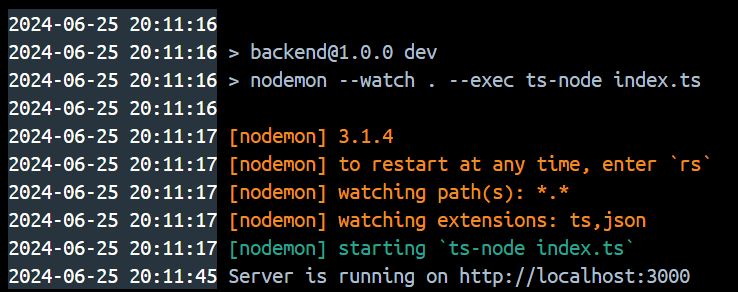 2024-06-25 20:11:16
2024-06-25 20:11:16 > backend@1.0.0 dev
2024-06-25 20:11:16 > nodemon --watch . --exec ts-node index.ts
2024-06-25 20:11:16
2024-06-25 20:11:17 [nodemon] 3.1.4
2024-06-25 20:11:17 [nodemon] to restart at any time, enter `rs`
2024-06-25 20:11:17 [nodemon] watching path(s): *.*
2024-06-25 20:11:17 [nodemon] watching extensions: ts,json
2024-06-25 20:11:17 [nodemon] starting `ts-node index.ts`
2024-06-25 20:11:45 Server is running on http://localhost:3000